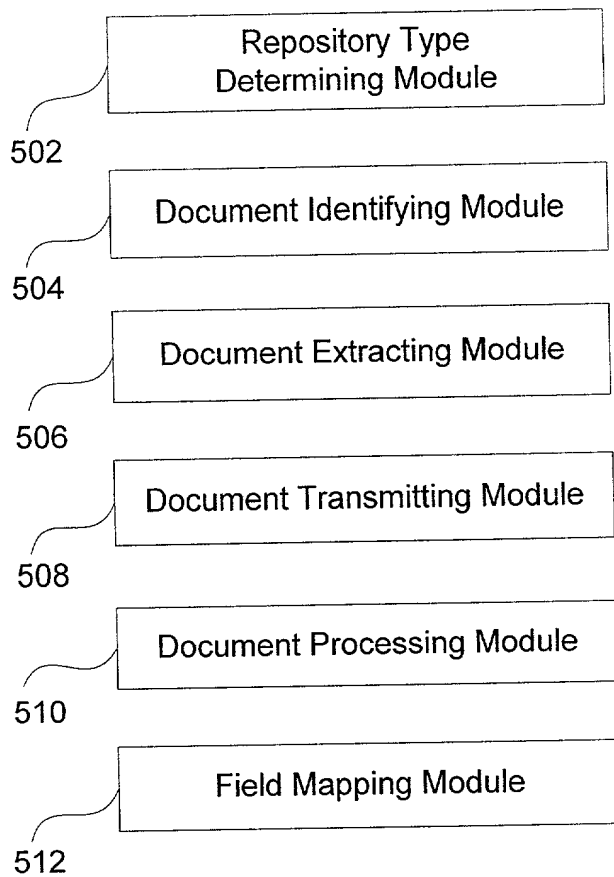 Repository Type
Determining Module
502
Document Identifying Module
504
Document Extracting Module
506
Document Transmitting Module
508
Document Processing Module
510
Field Mapping Module
512